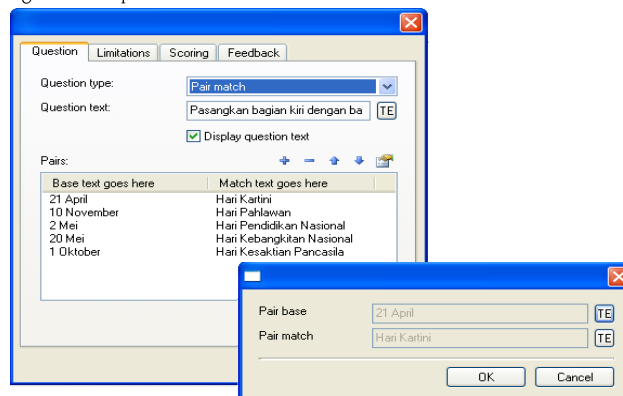 Question Limitations Scoring Feedback
Question type: Pair match
Question text: Pasangkan bagian kiri dengan ba TE
Display question text
Pairs:
Base text goes here Match text goes here
21 April Hari Kartini
10 November Hari Pahlawan
2 Mei Hari Pendidikan Nasional
20 Mei Hari Kebangkitan Nasional
1 Oktober Hari Kesaktian Pancasila
Pair base 21 April TE
Pair match Hari Kartini TE
OK Cancel